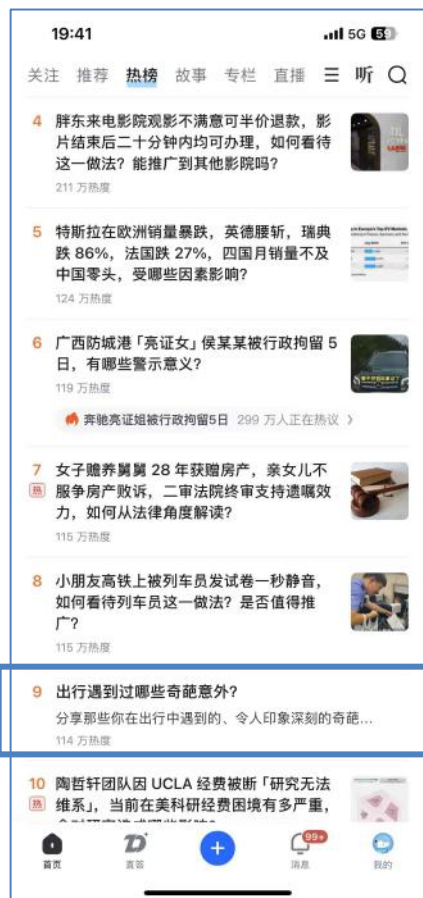 19:41
5G 59
关注 推荐 热榜 故事 专栏 直播 听
4 胖东来电影院观影不满意可半价退款，影
片结束后二十分钟内均可办理，如何看待
这一做法？能推广到其他影院吗？
211 万热度
5 特斯拉在欧洲销量暴跌，英德腰斩，瑞典
跌 86%，法国跌 27%，四国月销量不及
中国零头，受哪些因素影响？
124 万热度
6 广西防城港「亮证女」侯某某被行政拘留 5
日，有哪些警示意义？
119 万热度
奔驰亮证姐被行政拘留5日 299 万人正在热议
7 女子赡养舅舅 28 年获赠房产，亲女儿不
热 服争房产败诉，二审法院终审支持遗嘱效
力，如何从法律角度解读？
115 万热度
8 小朋友高铁上被列车员发试卷一秒静音，
如何看待列车员这一做法？是否值得推
广？
115 万热度
9 出行遇到过哪些奇葩意外？
分享那些你在出行中遇到的、令人印象深刻的奇葩...
114 万热度
10 陶哲轩团队因 UCLA 经费被断「研究无法
热 维系」，当前在美科研经费困境有多严重，
99+
首页 直答 消息 我的